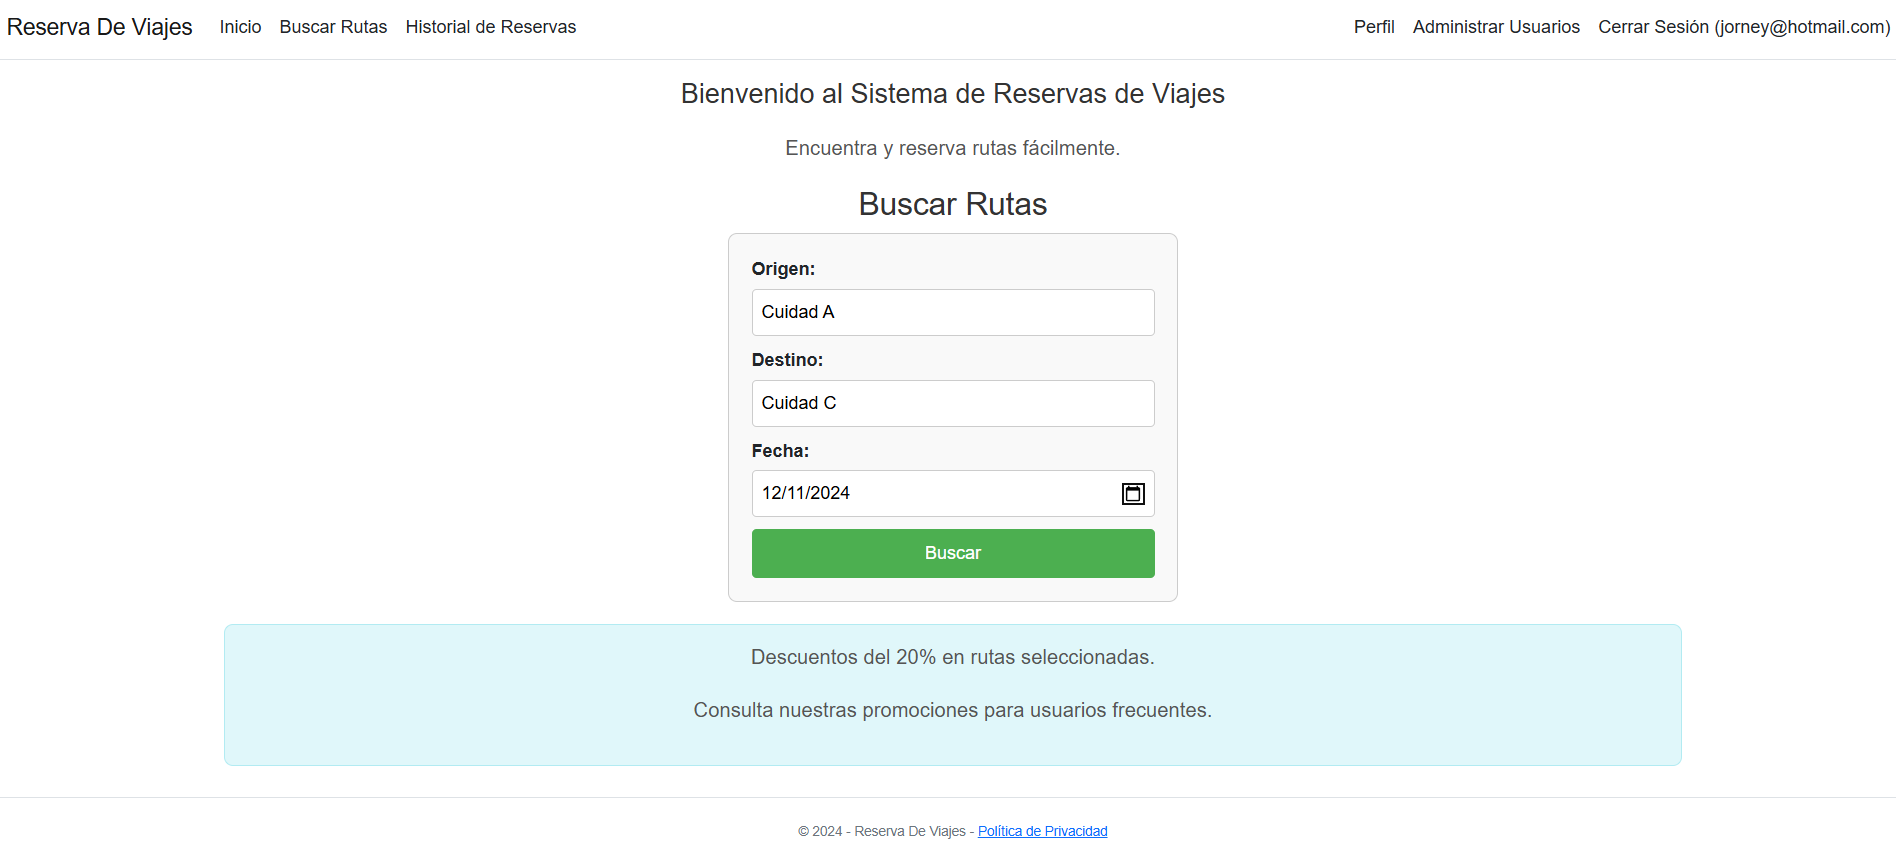 Reserva De Viajes Inicio Buscar Rutas Historial de Reservas Perfil Administrar Usuarios Cerrar Sesión (jorney@hotmail.com)
Bienvenido al Sistema de Reservas de Viajes
Encuentra y reserva rutas fácilmente.
Buscar Rutas
Origen:
Cuidad A
Destino:
Cuidad C
Fecha:
12/11/2024
Buscar
Descuentos del 20% en rutas seleccionadas.
Consulta nuestras promociones para usuarios frecuentes.
© 2024 - Reserva De Viajes - Política de Privacidad